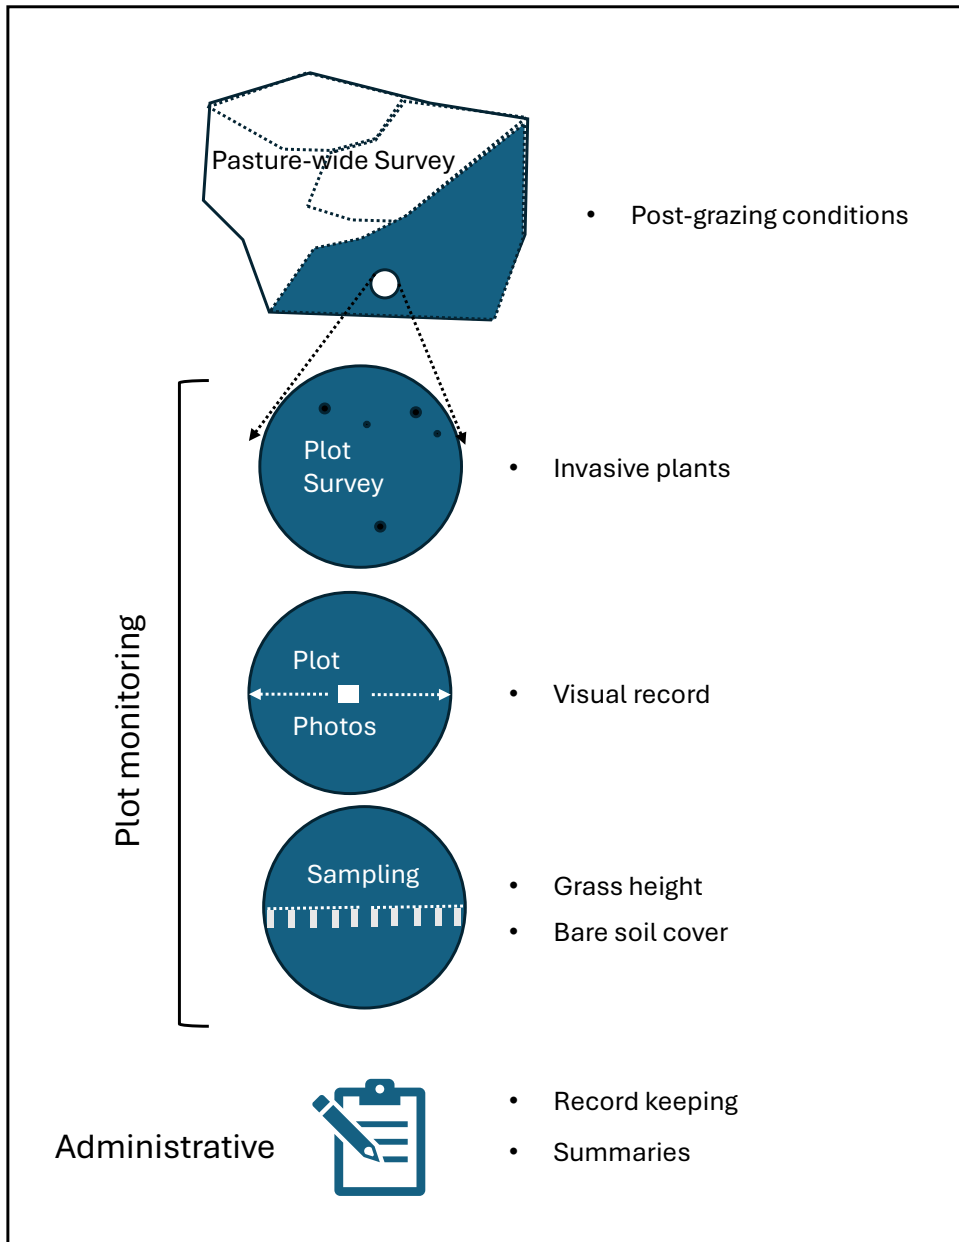 Pasture-wide Survey
• Post-grazing conditions
Plot monitoring
Plot
Survey
• Invasive plants
Plot
Photos
• Visual record
Sampling
• Grass height
• Bare soil cover
Administrative
• Record keeping
• Summaries